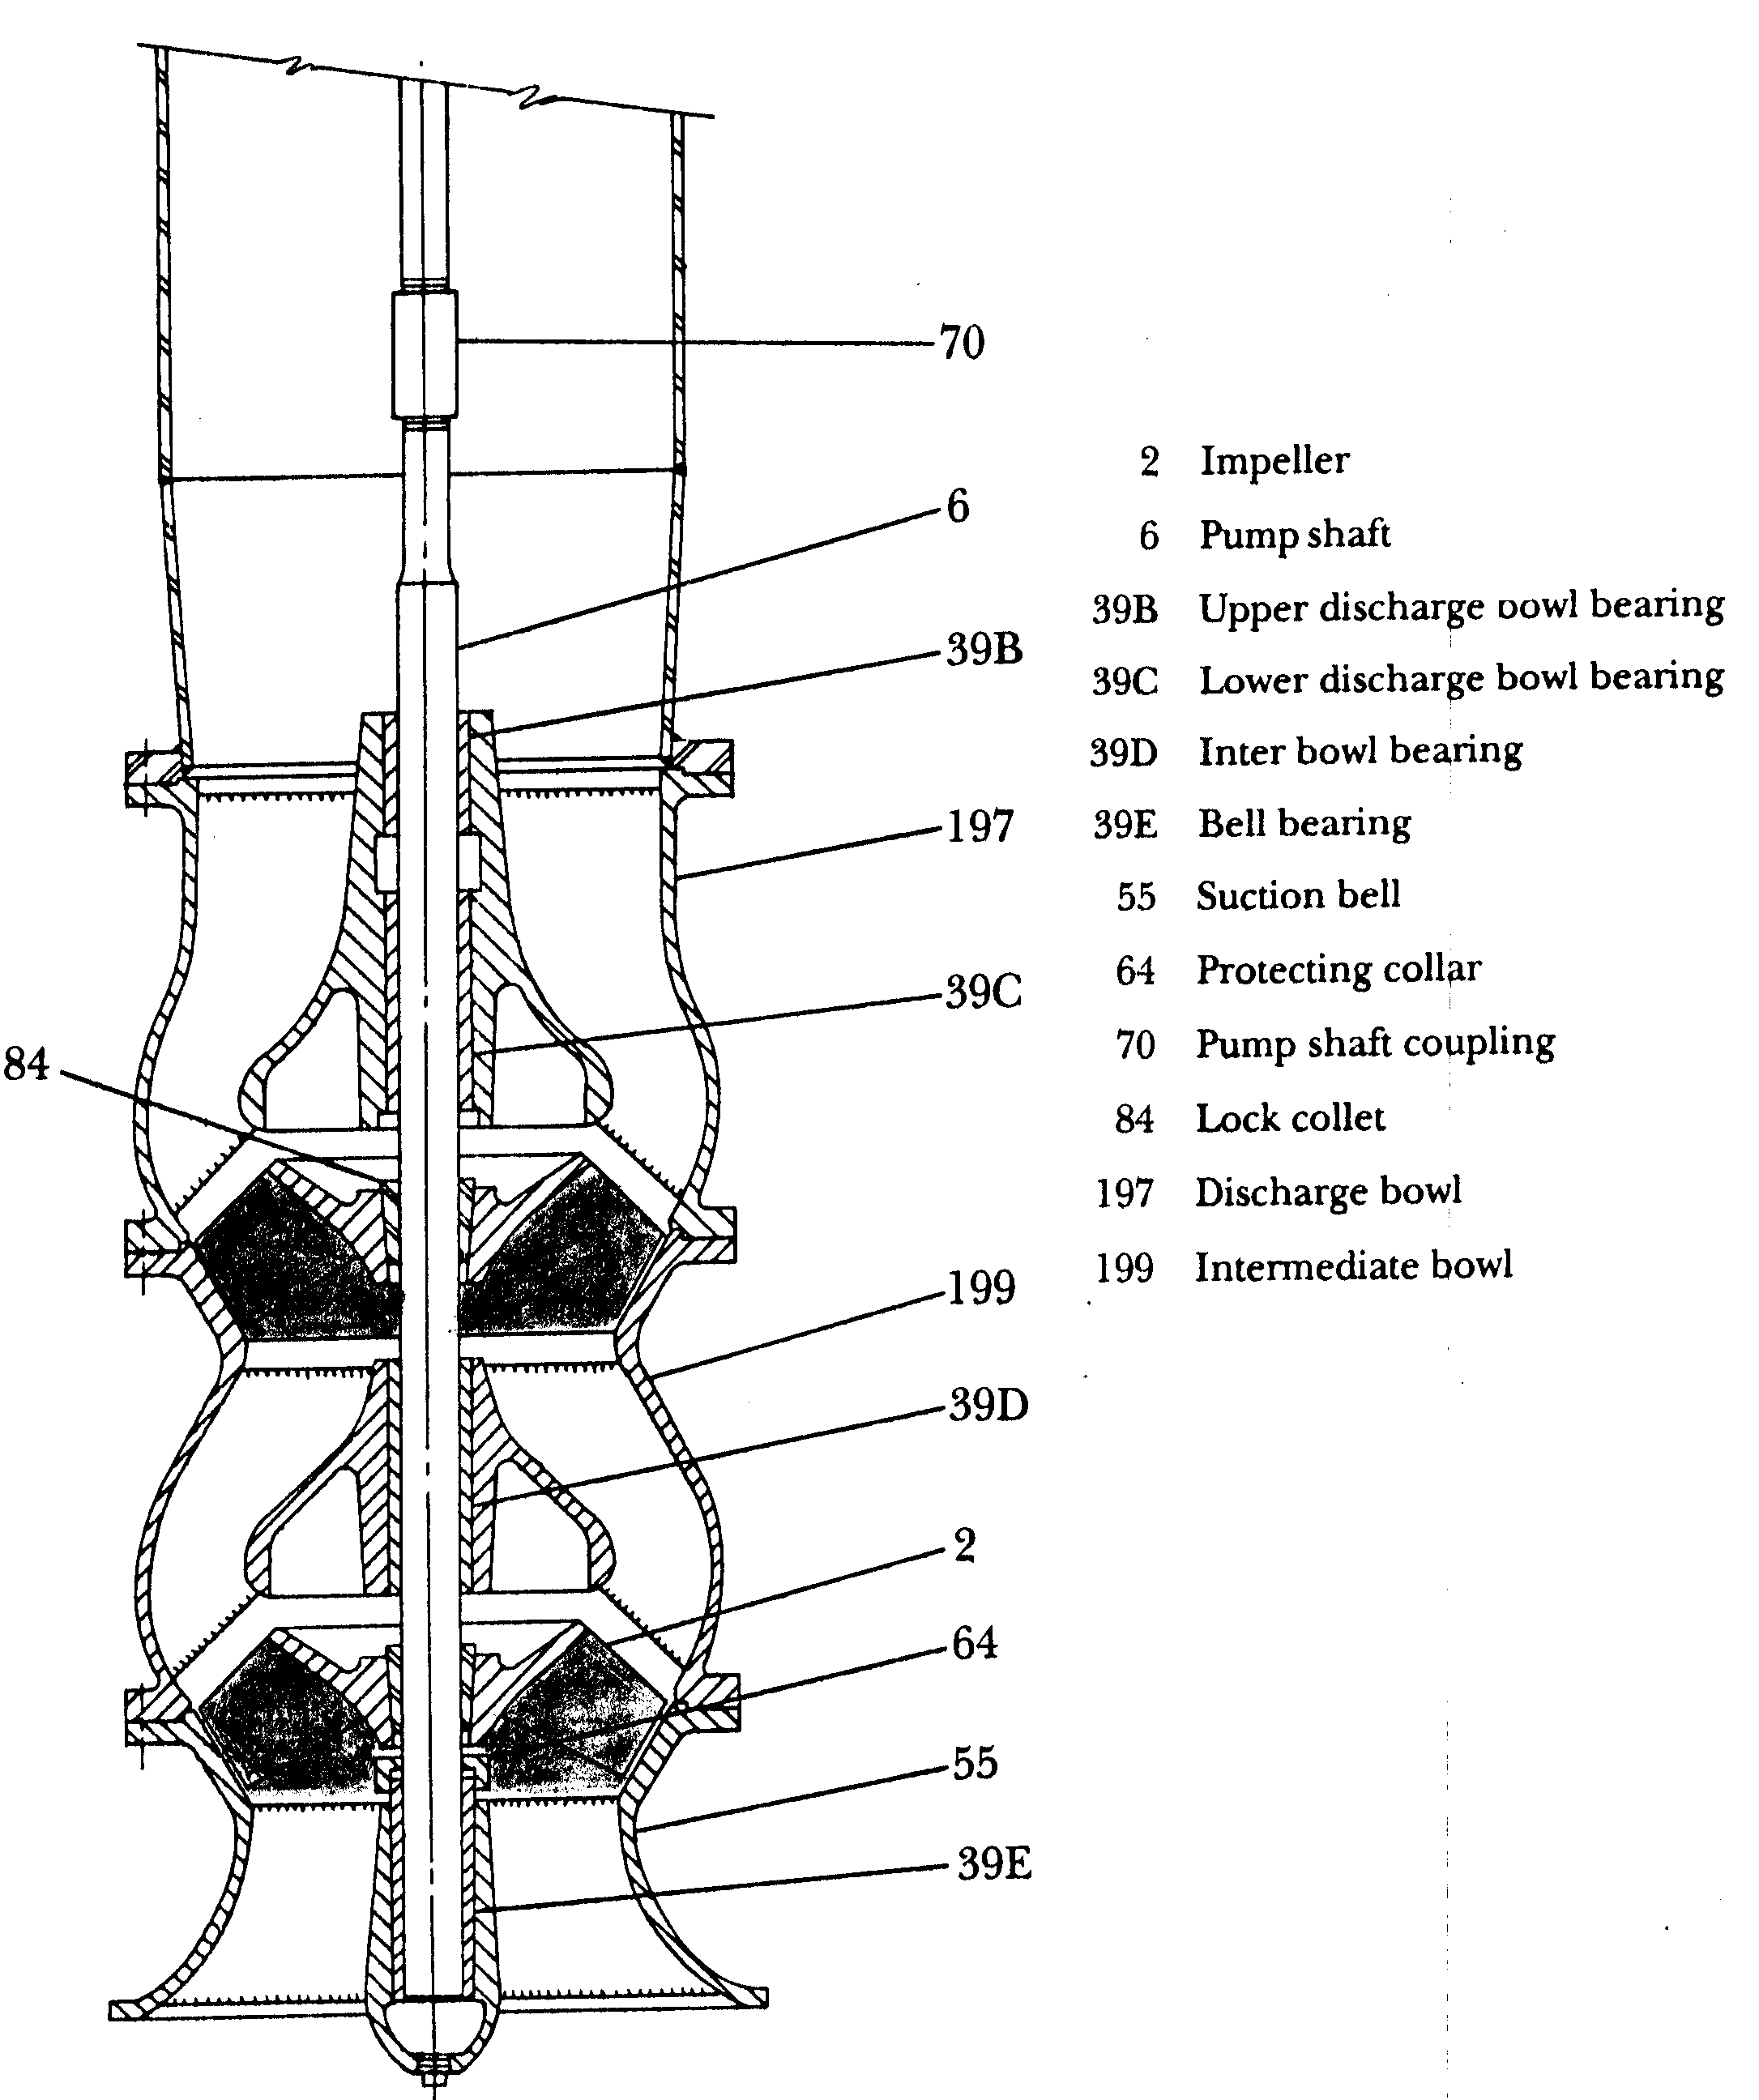 70
6
39B
197
39C
84
199
39D
2
64
55
39E
2 Impeller
6 Pump shaft
39B Upper discharge bowl bearing
39C Lower discharge bowl bearing
39D Inter bowl bearing
39E Bell bearing
55 Suction bell
64 Protecting collar
70 Pump shaft coupling
84 Lock collet
197 Discharge bowl
199 Intermediate bowl